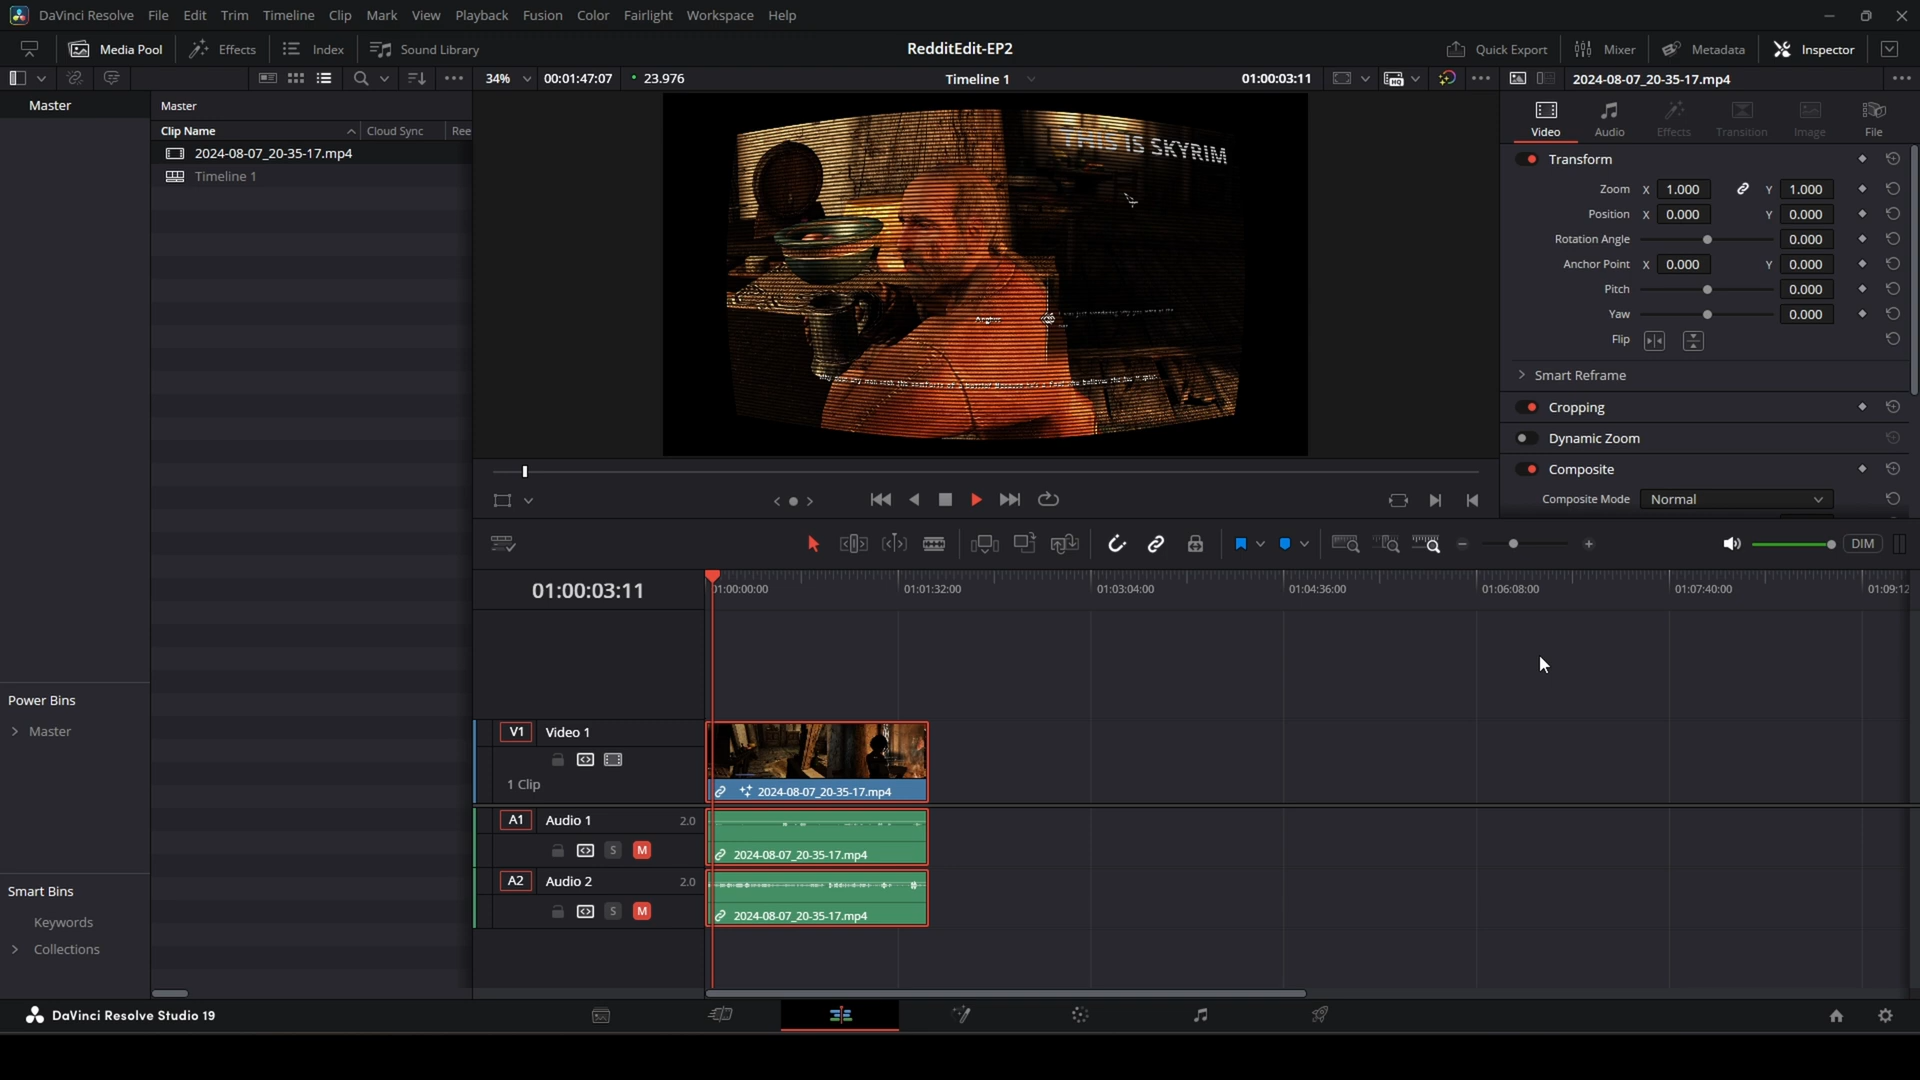 DaVinci Resolve File Edit Trim Timeline Clip Mark View Playback Fusion Color Fairlight Workspace Help
Media Pool Effects Index Sound Library RedditEdit-EP2 Quick Export Mixer Metadata Inspector
34% 00:01:47:07 23.976 Timeline 1 01:00:03:11 2024-08-07_20-35-17.mp4
Master Master
Video Audio Effects Transition Image File
Clip Name Cloud Sync Ree
2024-08-07_20-35-17.mp4
Timeline 1
THIS IS SKYRIM
Transform
Zoom X 1.000 Y 1.000
Position X 0.000 Y 0.000
Rotation Angle 0.000
Anchor Point X 0.000 Y 0.000
Pitch 0.000
Yaw 0.000
Flip
Smart Reframe
Cropping
Dynamic Zoom
Composite
Composite Mode Normal
DIM
01:00:03:11
01:00:00:00 01:01:32:00 01:03:04:00 01:04:36:00 01:06:08:00 01:07:40:00 01:09:12
Power Bins
Master
V1 Video 1
1 Clip
2024-08-07_20-35-17.mp4
A1 Audio 1 2.0
S M
2024-08-07_20-35-17.mp4
A2 Audio 2 2.0
S M
2024-08-07_20-35-17.mp4
Smart Bins
Keywords
Collections
DaVinci Resolve Studio 19